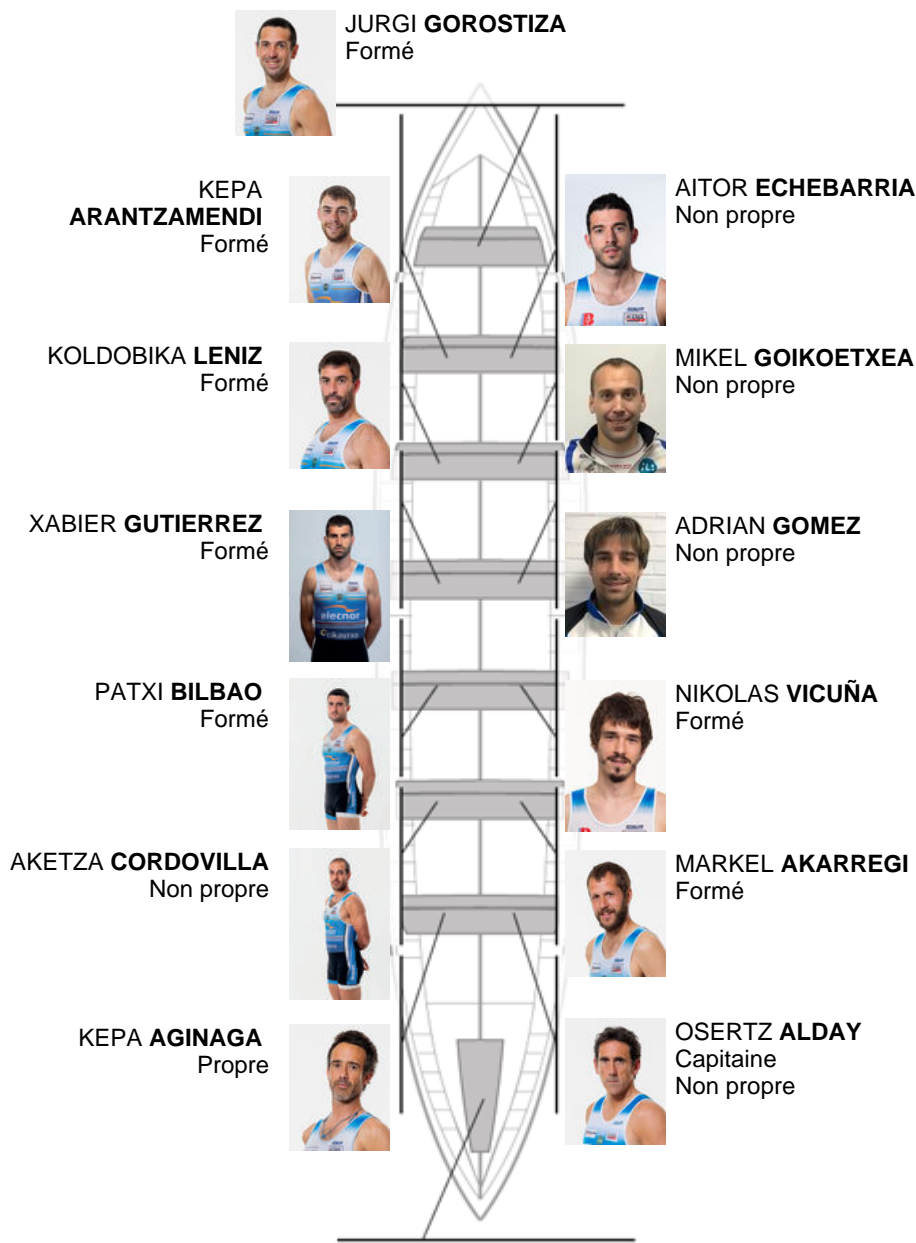 JURGI GOROSTIZA
Formé
KEPA
ARANTZAMENDI
Formé
AITOR ECHEBARRIA
Non propre
KOLDOBIKA LENIZ
Formé
MIKEL GOIKOETXEA
Non propre
XABIER GUTIERREZ
Formé
elecnor
cikautxo
ADRIAN GOMEZ
Non propre
PATXI BILBAO
Formé
NIKOLAS VICUÑA
Formé
AKETZA CORDOVILLA
Non propre
MARKEL AKARREGI
Formé
KEPA AGINAGA
Propre
OSERTZ ALDAY
Capitaine
Non propre